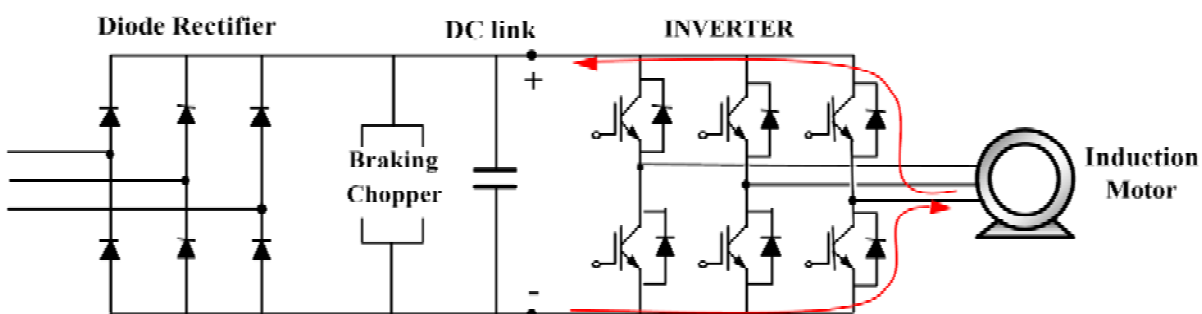 Diode Rectifier
DC link
INVERTER
+
Braking
Chopper
Induction
Motor
-